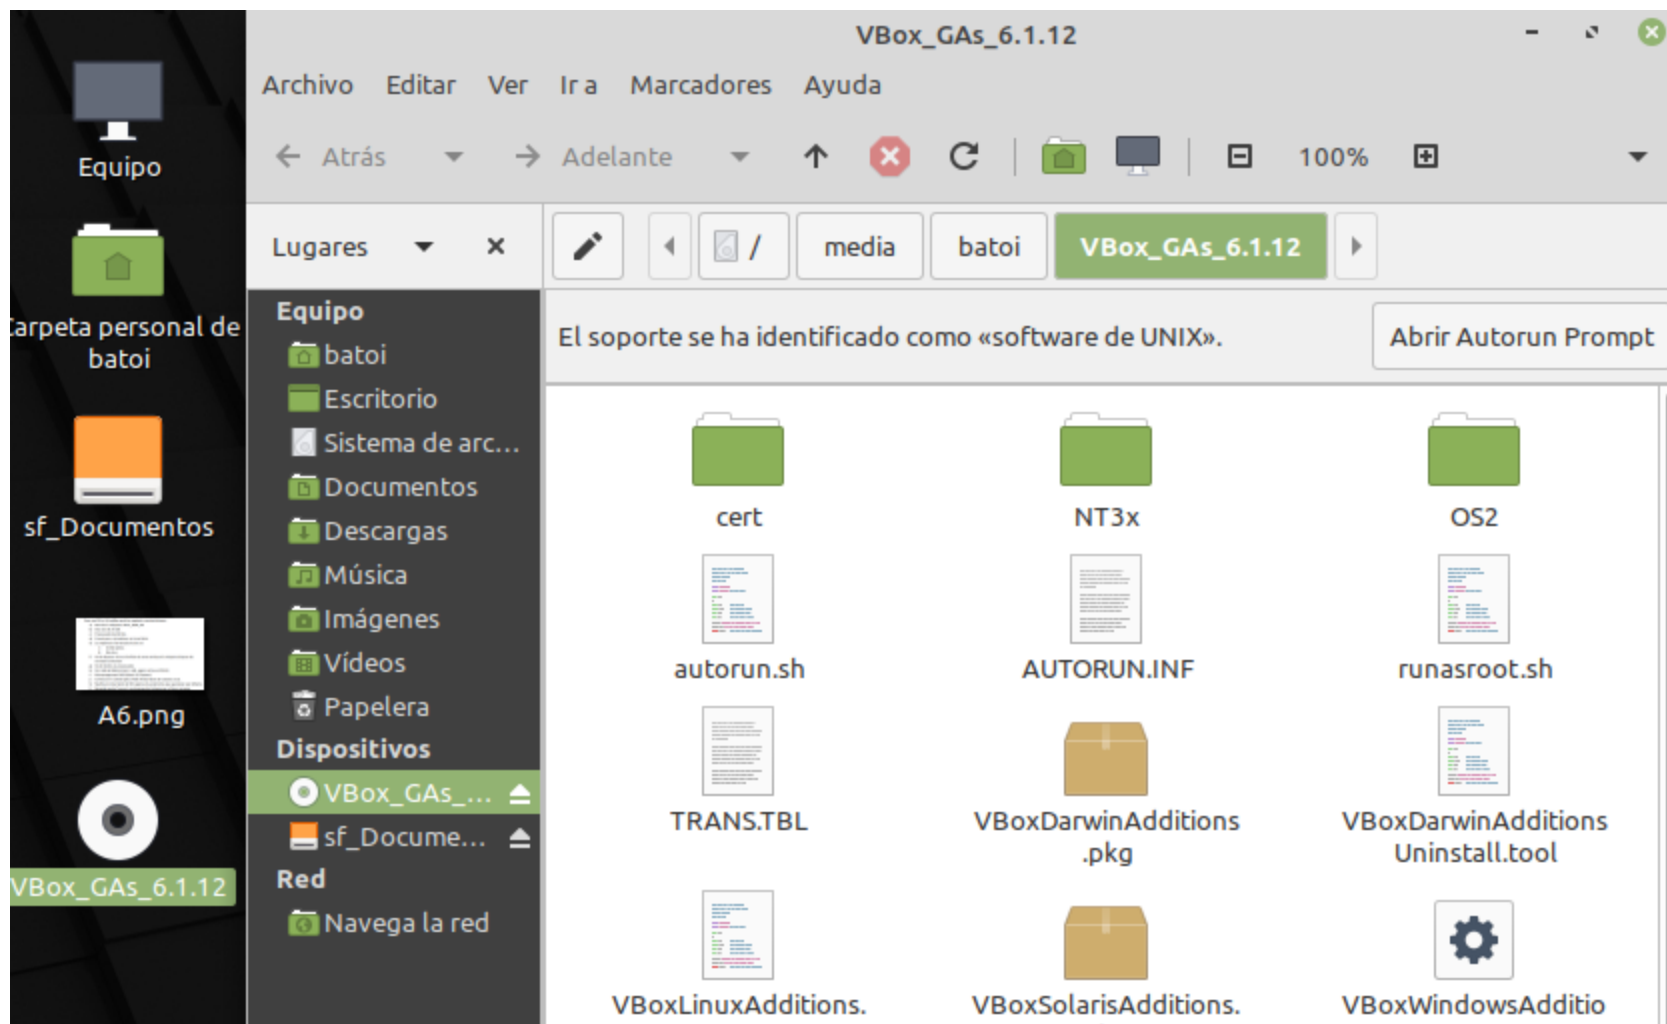 VBox_GAs_6.1.12
Archivo Editar Ver Ir a Marcadores Ayuda
Atrás Adelante 100%
Lugares
/ media batoi VBox_GAs_6.1.12
El soporte se ha identificado como «software de UNIX». Abrir Autorun Prompt
Equipo
arpeta personal de
batoi
sf_Documentos
A6.png
VBox_GAs_6.1.12
Equipo
batoi
Escritorio
Sistema de arc...
Documentos
Descargas
Música
Imágenes
Vídeos
Papelera
Dispositivos
VBox_GAs_...
sf_Docume...
Red
Navega la red
cert NT3x OS2
autorun.sh AUTORUN.INF runasroot.sh
TRANS.TBL VBoxDarwinAdditions VBoxDarwinAdditions
.pkg Uninstall.tool
VBoxLinuxAdditions. VBoxSolarisAdditions. VBoxWindowsAdditio